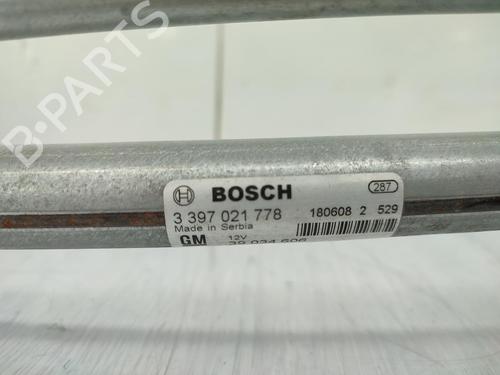 B-PARTS
BOSCH
287
3 397 021 778
180608 2 529
Made in Serbia
GM
12V